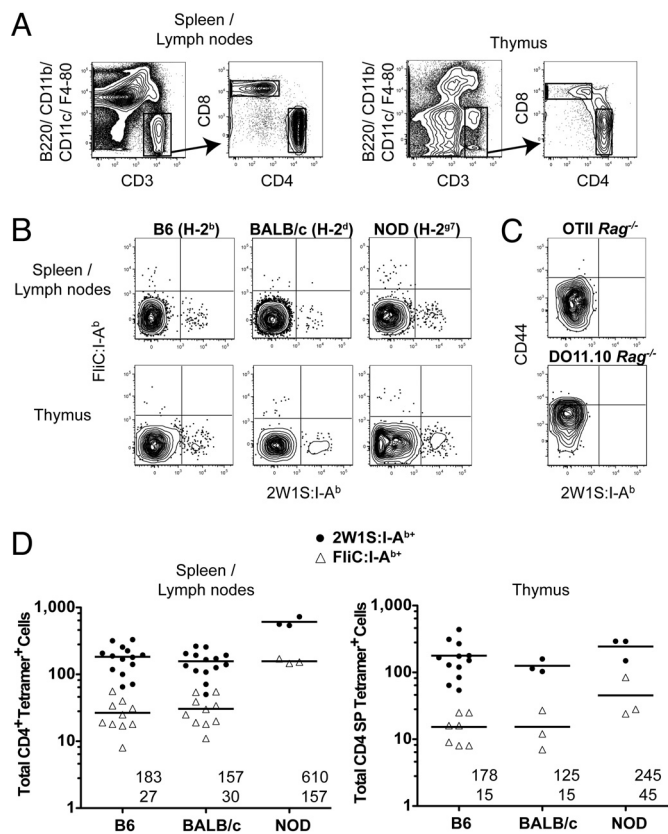 A
Spleen /
Lymph nodes
Thymus
B220/ CD11b/
CD11c/ F4-80
CD3
CD8
CD4
B220/ CD11b/
CD11c/ F4-80
CD3
CD8
CD4
B
B6 (H-2ᵇ)
BALB/c (H-2ᵈ)
NOD (H-2ᵍ⁷)
Spleen /
Lymph nodes
Thymus
FliC:I-Aᵇ
2W1S:I-Aᵇ
C
OTII Rag⁻/⁻
DO11.10 Rag⁻/⁻
CD44
2W1S:I-Aᵇ
D
● 2W1S:I-Aᵇ⁺
△ FliC:I-Aᵇ⁺
Spleen /
Lymph nodes
Total CD4⁺Tetramer⁺Cells
1,000
100
10
1
183 157 610
27 30 157
B6 BALB/c NOD
Thymus
Total CD4 SP Tetramer⁺Cells
1,000
100
10
1
178 125 245
15 15 45
B6 BALB/c NOD